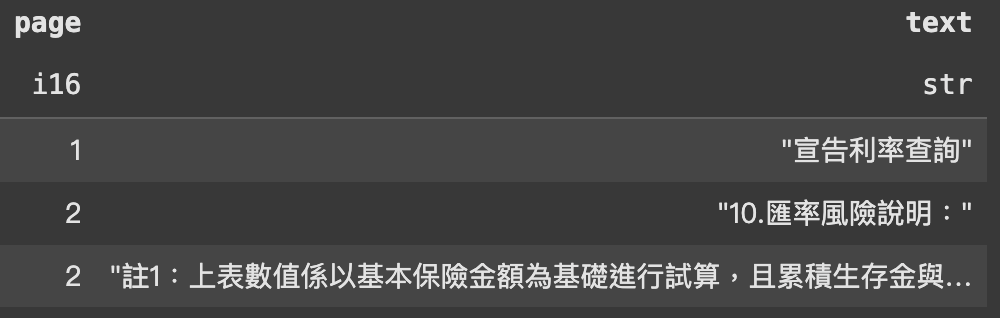 page text
i16 str
1 "宣告利率查詢"
2 "10.匯率風險說明："
2 "註1：上表數值係以基本保險金額為基礎進行試算，且累積生存金與…